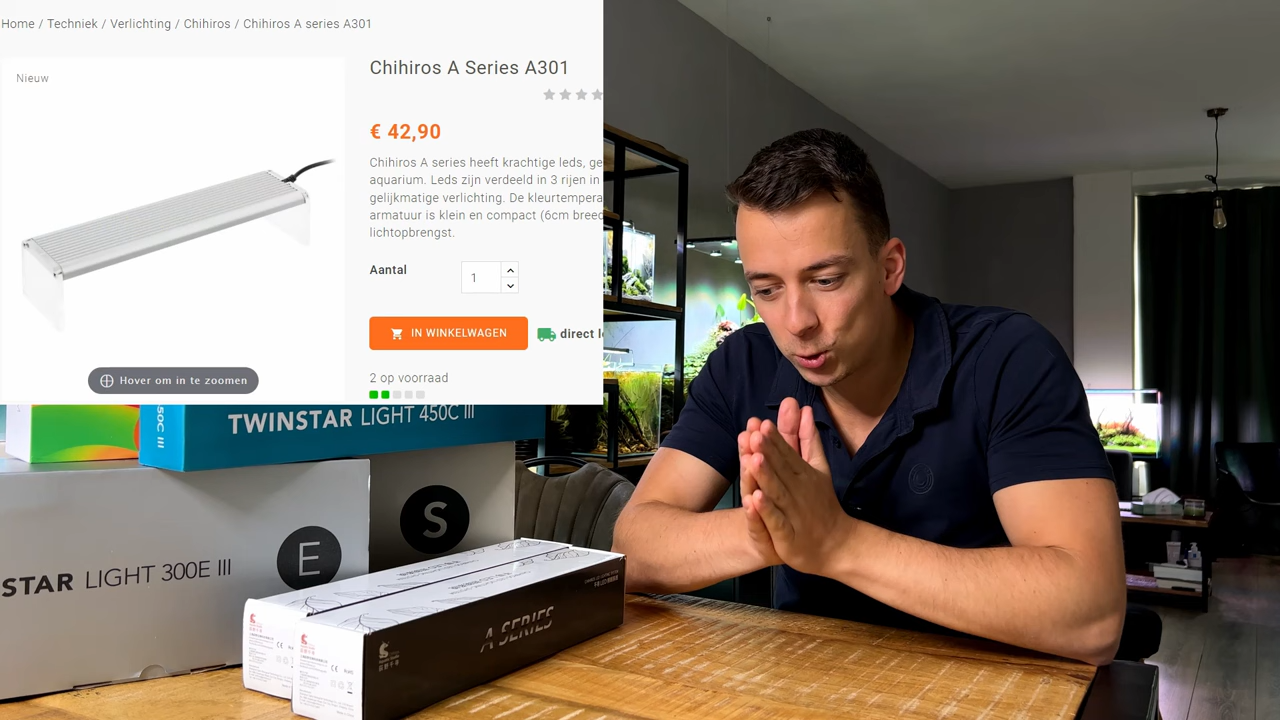 Home / Techniek / Verlichting / Chihiros / Chihiros A series A301
Nieuw
Chihiros A Series A301
€ 42,90
Chihiros A series heeft krachtige leds, ge
aquarium. Leds zijn verdeeld in 3 rijen in
gelijkmatige verlichting. De kleurtempera
armatuur is klein en compact (6cm breed
lichtopbrengst.
Aantal
1
IN WINKELWAGEN
direct l
2 op voorraad
Hover om in te zoomen
50C III
TWINSTAR LIGHT 450C III
S
E
STAR LIGHT 300E III
A SERIES